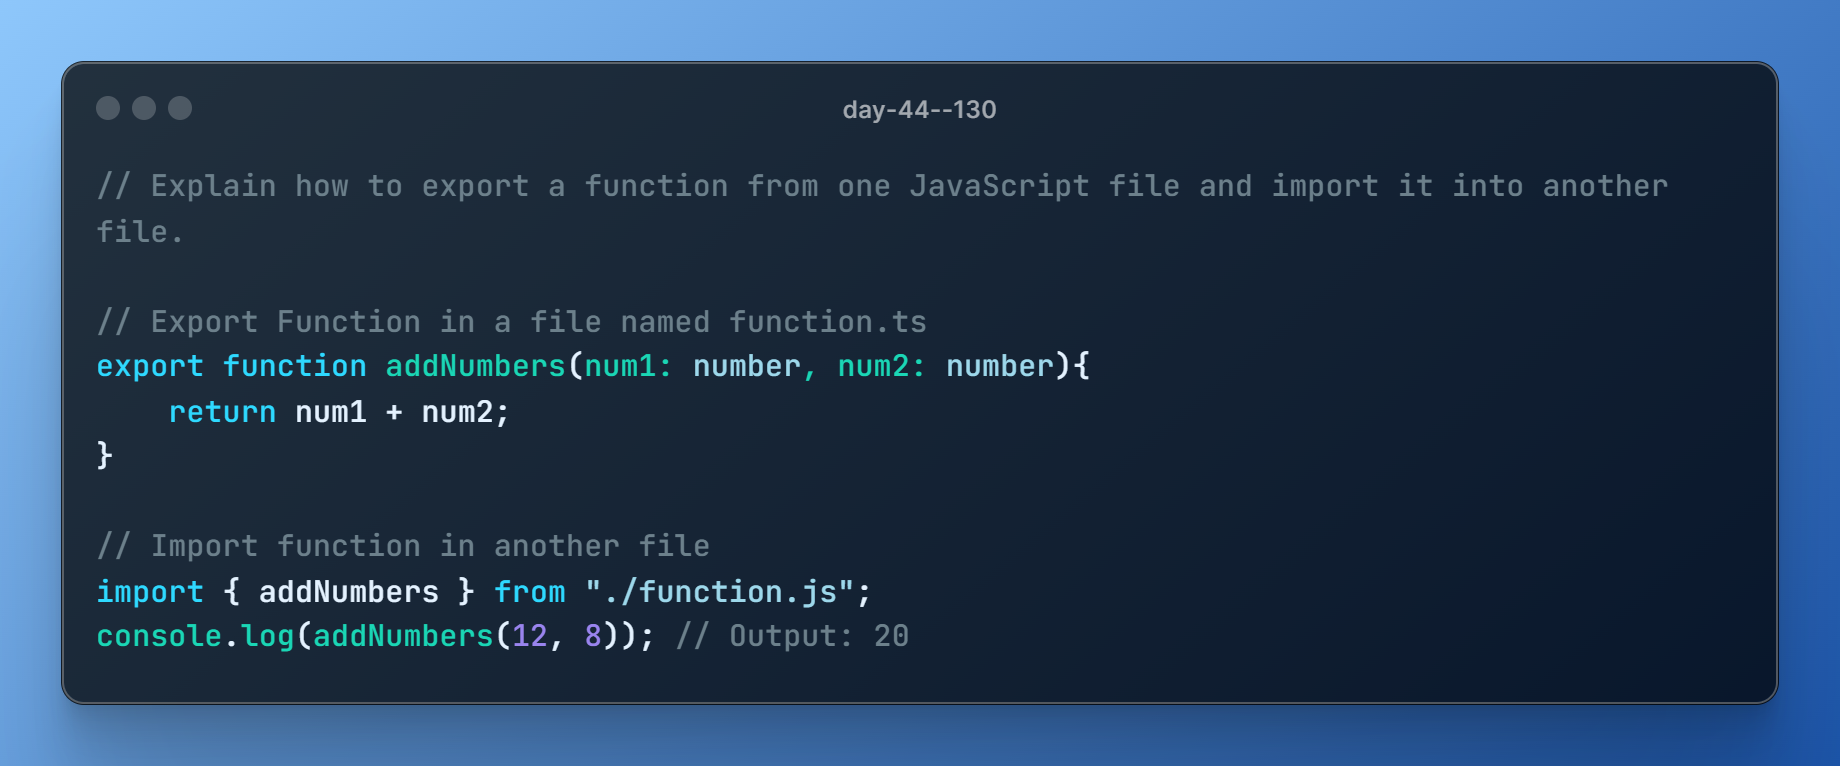 day-44--130
// Explain how to export a function from one JavaScript file and import it into another
file.
// Export Function in a file named function.ts
export function addNumbers(num1: number, num2: number){
    return num1 + num2;
}
// Import function in another file
import { addNumbers } from "./function.js";
console.log(addNumbers(12, 8)); // Output: 20